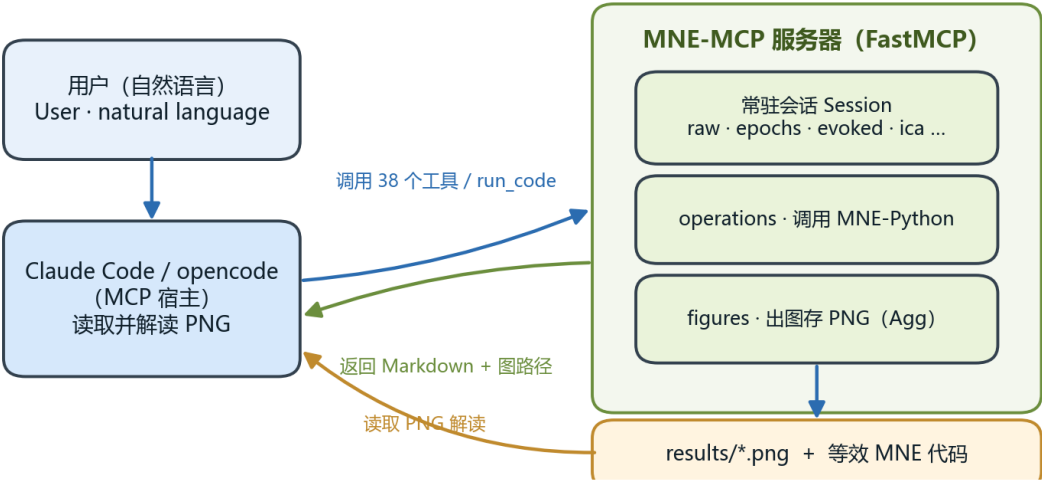 用户（自然语言）
User · natural language
Claude Code / opencode
（MCP 宿主）
读取并解读 PNG
调用 38 个工具 / run_code
返回 Markdown + 图路径
读取 PNG 解读
MNE-MCP 服务器（FastMCP）
常驻会话 Session
raw · epochs · evoked · ica ...
operations · 调用 MNE-Python
figures · 出图存 PNG（Agg）
results/*.png + 等效 MNE 代码